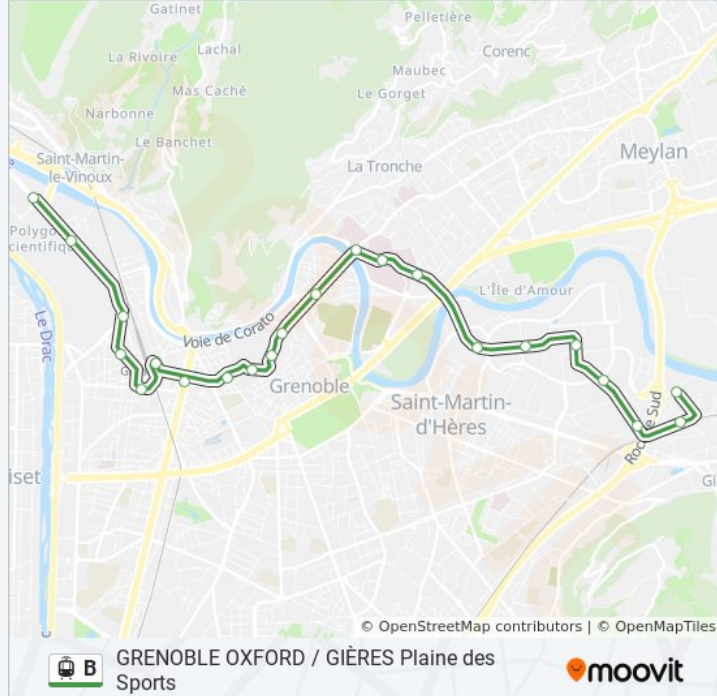 Gatinet
Pelletière
La Rivoire
Lachal
Corenc
Maubec
Mas Caché
Le Gorget
Narbonne
Le Banchet
Saint-Martin-
le-Vinoux
La Tronche
Meylan
Polygo
cientifiqu
L'Île d'Amour
Le Drac
Voie de Corato
Grenoble
Saint-Martin-
d'Hères
Sud
iset
Gi
© OpenStreetMap contributors | © OpenMapTiles
B
GRENOBLE OXFORD / GIÈRES Plaine des
Sports
moovit